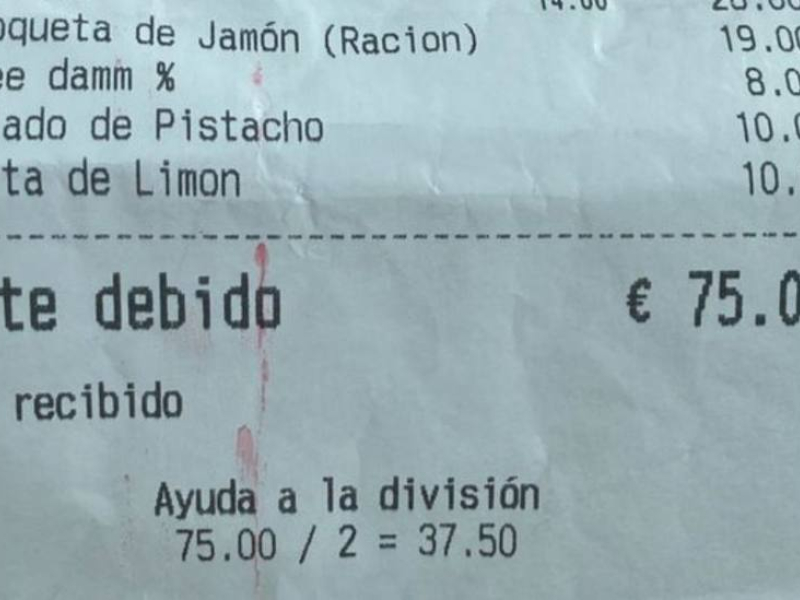 oqueta de Jamón (Racion) 19.00
ee damm % 8.0
ado de Pistacho 10.0
ta de Limon 10.
te debido € 75.0
recibido
Ayuda a la división
75.00 / 2 = 37.50